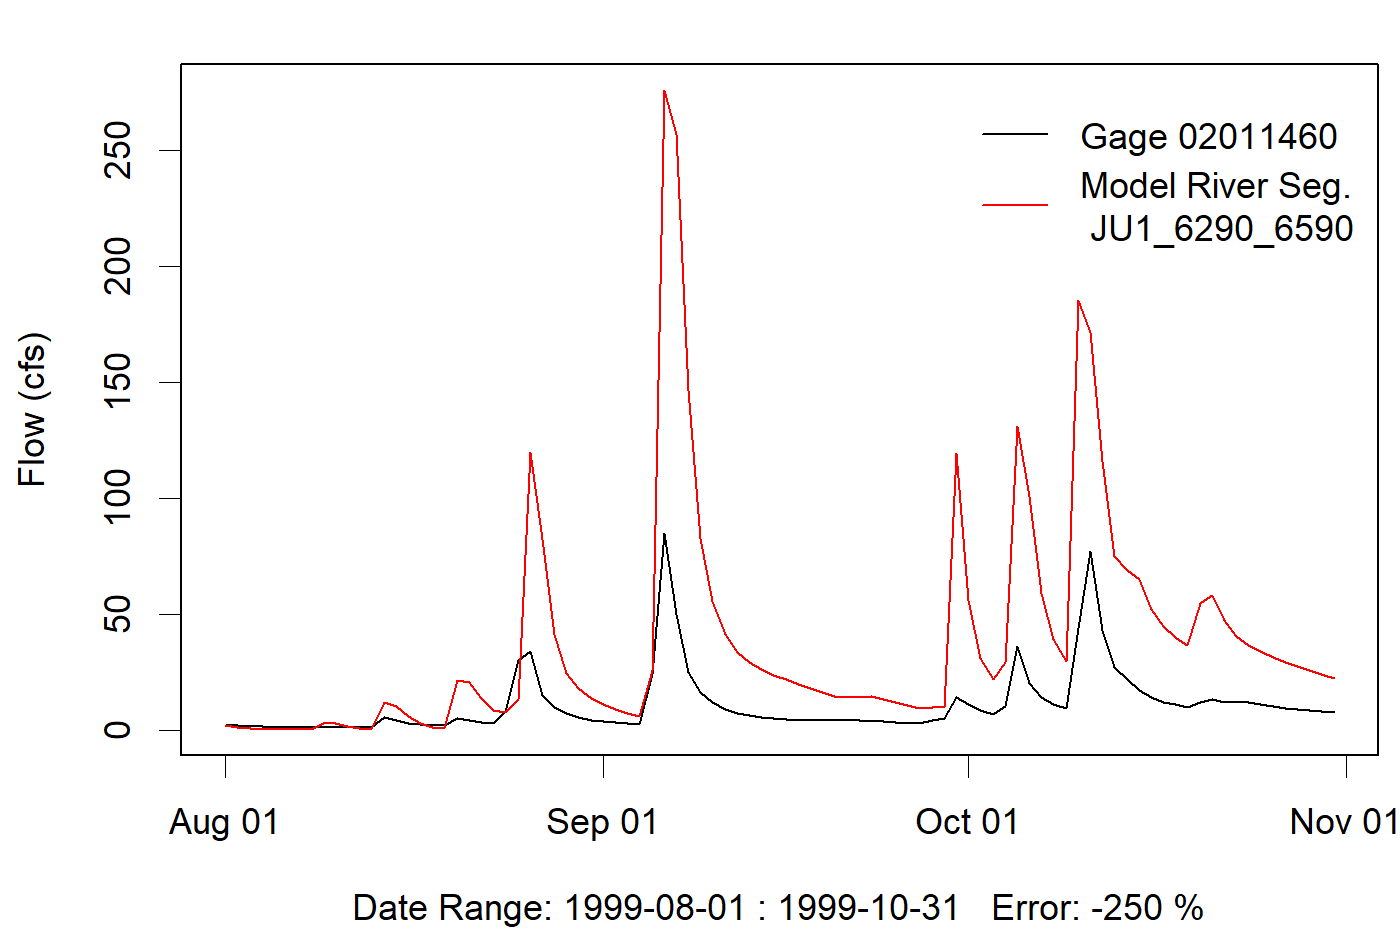 Gage 02011460
Model River Seg.
JU1_6290_6590
Flow (cfs)
250
200
150
100
50
0
Aug 01
Sep 01
Oct 01
Nov 01
Date Range: 1999-08-01 : 1999-10-31 Error: -250 %